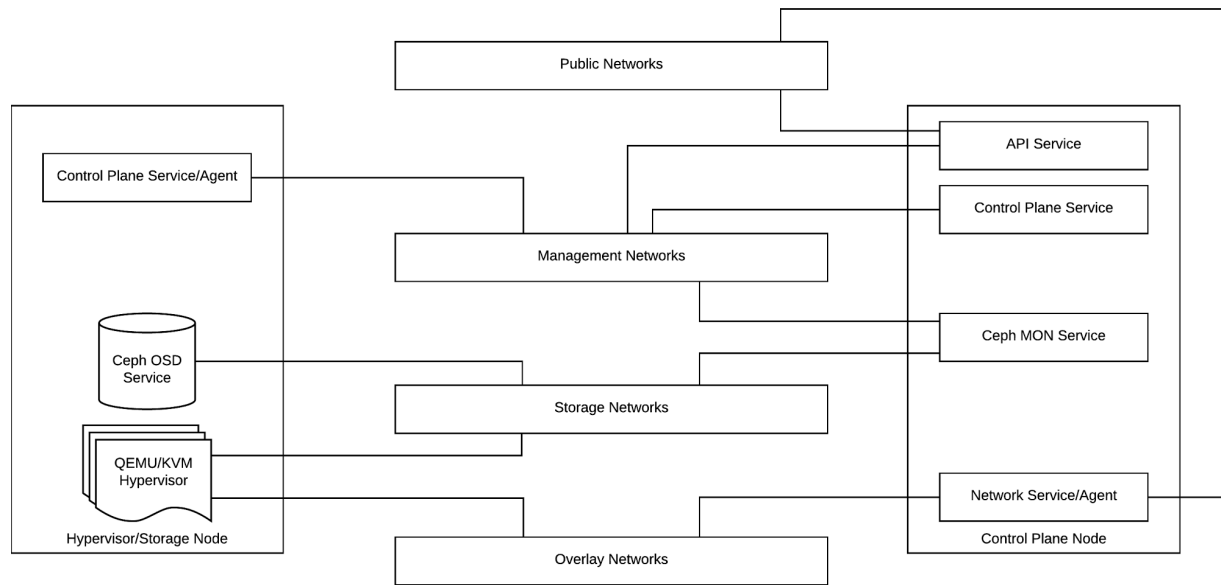 Public Networks
API Service
Control Plane Service/Agent
Control Plane Service
Management Networks
Ceph OSD
Service
Ceph MON Service
Storage Networks
QEMU/KVM
Hypervisor
Network Service/Agent
Hypervisor/Storage Node
Control Plane Node
Overlay Networks